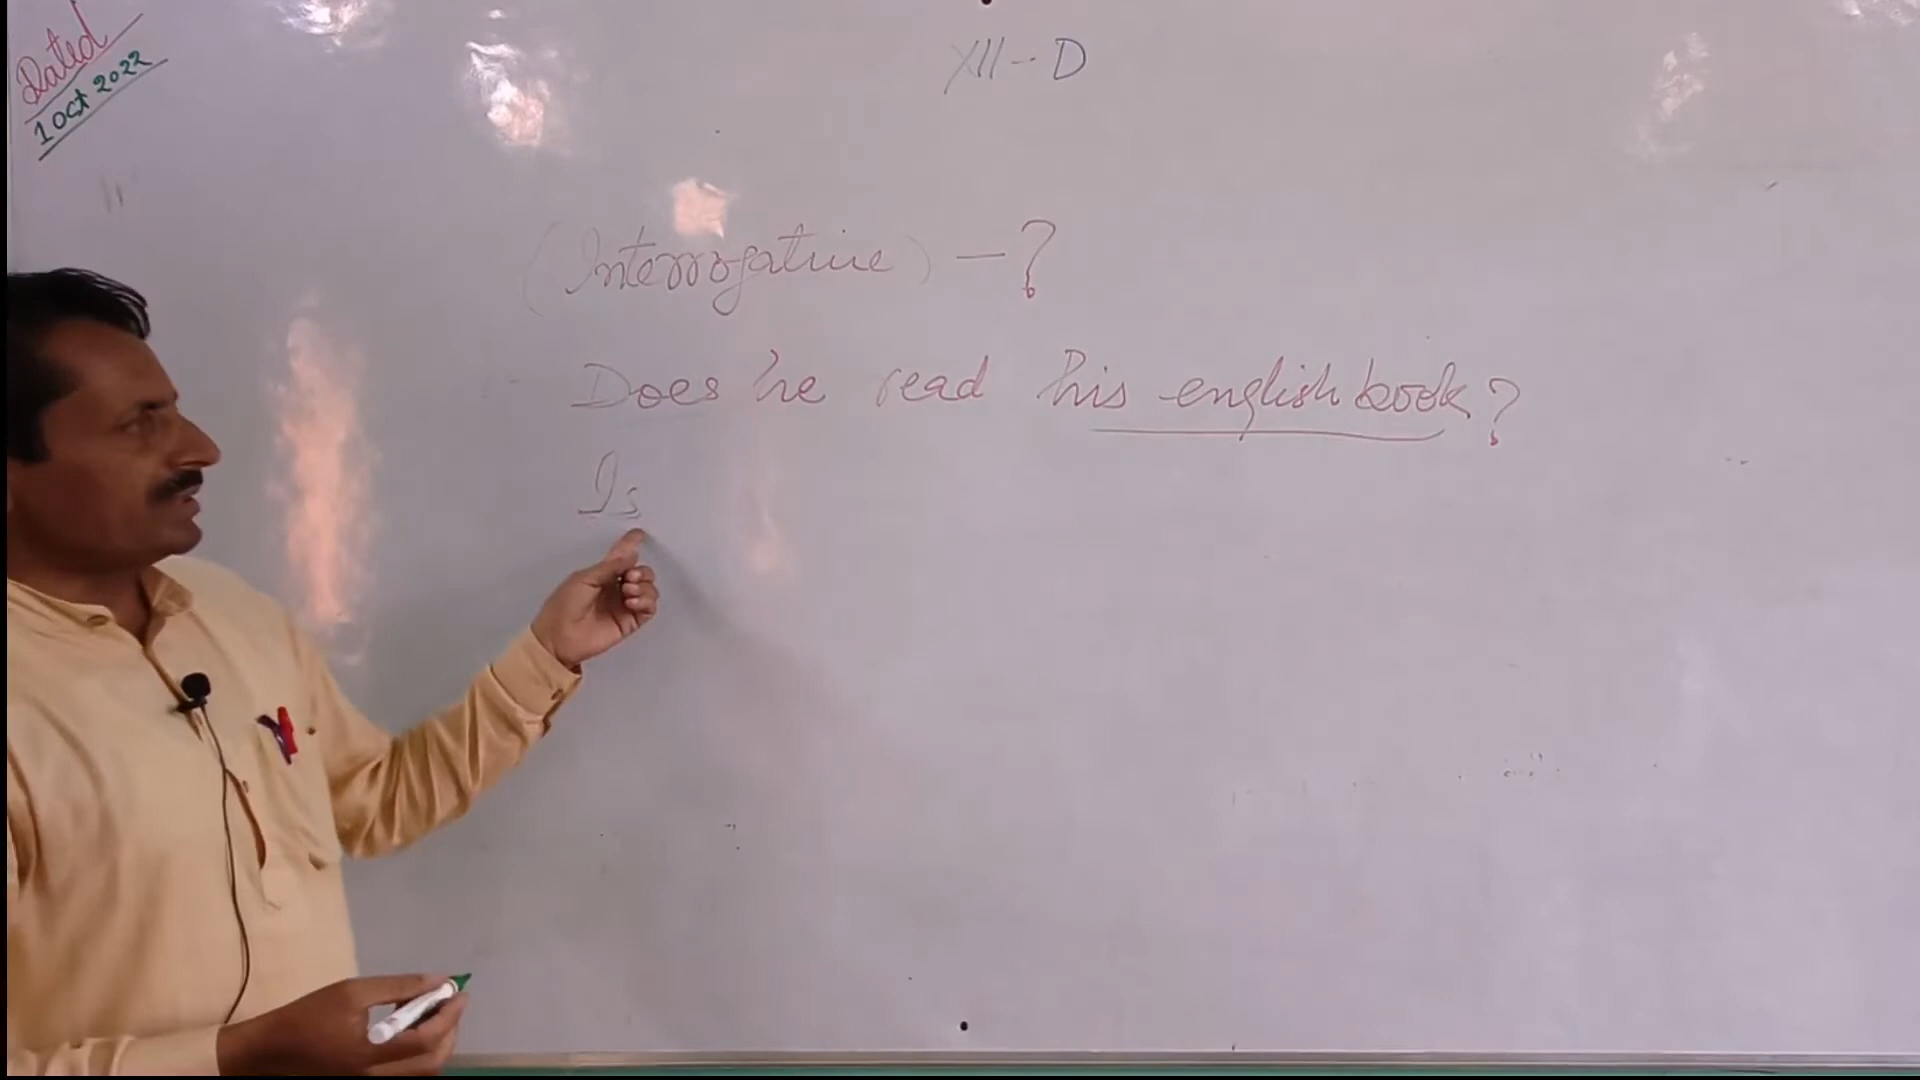 Dated
1 Oct 2022
XII - D
(Interrogative) - ?
Does he read his english book?
Is